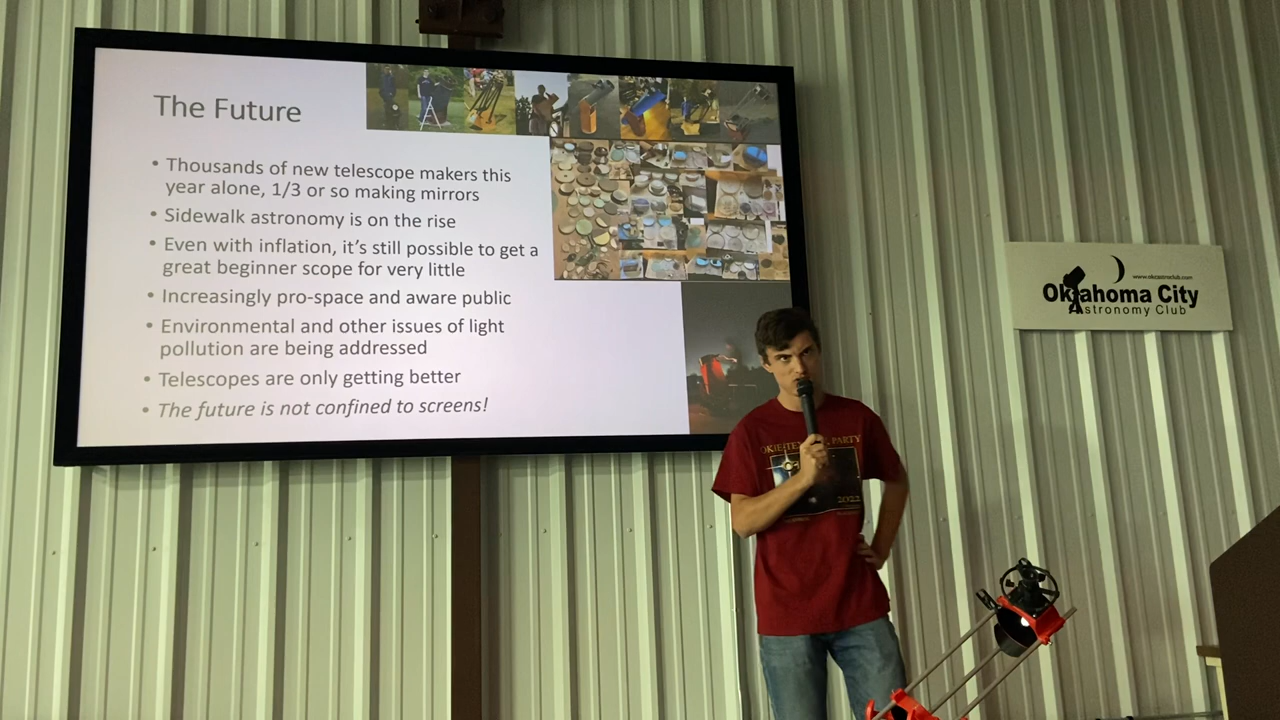 The Future
• Thousands of new telescope makers this
year alone, 1/3 or so making mirrors
• Sidewalk astronomy is on the rise
• Even with inflation, it's still possible to get a
great beginner scope for very little
• Increasingly pro-space and aware public
• Environmental and other issues of light
pollution are being addressed
• Telescopes are only getting better
• The future is not confined to screens!
www.okcastroclub.com
Oklahoma City
Astronomy Club
PARTY
2022